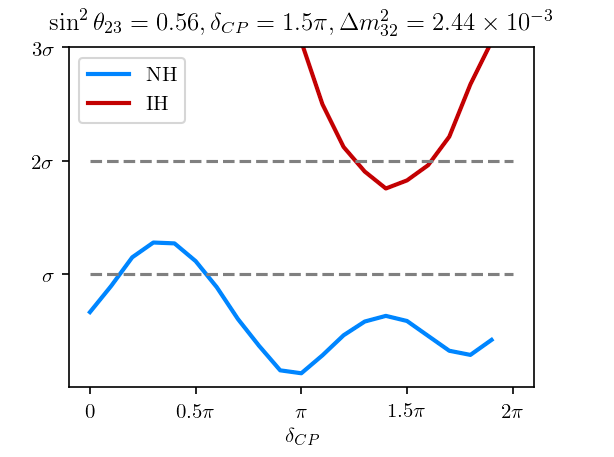 sin² θ₂₃ = 0.56, δ_CP = 1.5π, Δm²₃₂ = 2.44 × 10⁻³
3σ
NH
IH
2σ
σ
0 0.5π π 1.5π 2π
δ_CP